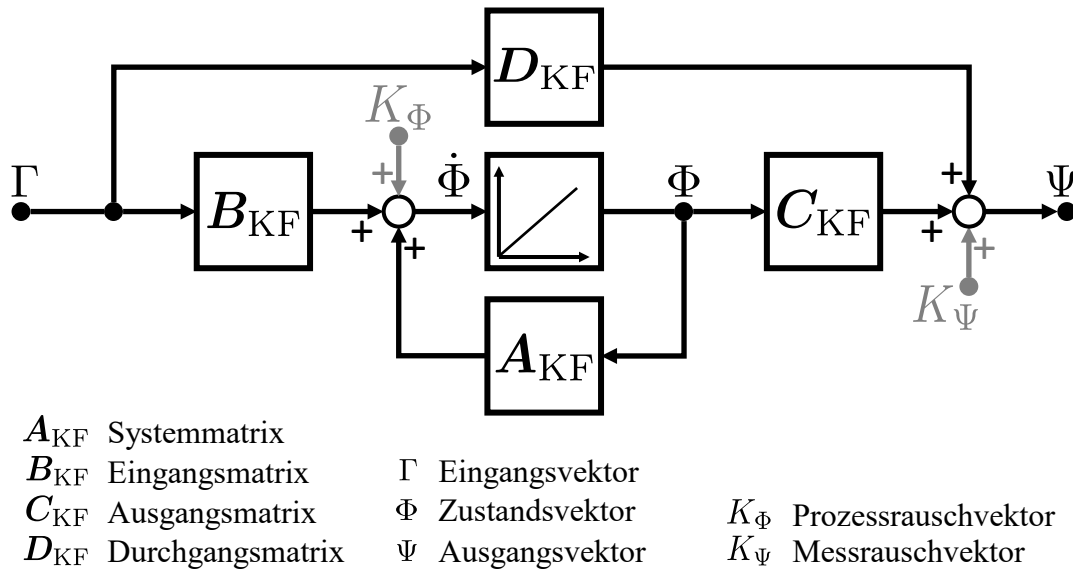 D_KF
K_Φ
+ + 
Γ B_KF Φ̇ Φ C_KF Ψ
+ + + +
A_KF K_Ψ
A_KF Systemmatrix
B_KF Eingangsmatrix
C_KF Ausgangsmatrix
D_KF Durchgangsmatrix
Γ Eingangsvektor
Φ Zustandsvektor
Ψ Ausgangsvektor
K_Φ Prozessrauschvektor
K_Ψ Messrauschvektor